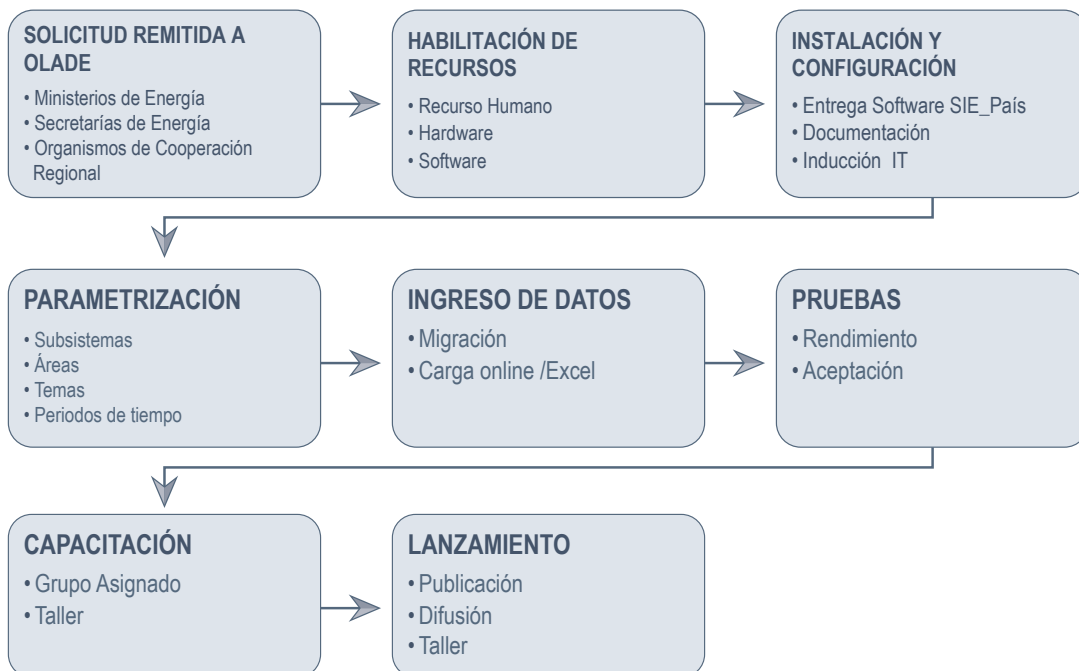 SOLICITUD REMITIDA A
OLADE
• Ministerios de Energía
• Secretarías de Energía
• Organismos de Cooperación
Regional
HABILITACIÓN DE
RECURSOS
• Recurso Humano
• Hardware
• Software
INSTALACIÓN Y
CONFIGURACIÓN
• Entrega Software SIE_País
• Documentación
• Inducción IT
PARAMETRIZACIÓN
• Subsistemas
• Áreas
• Temas
• Periodos de tiempo
INGRESO DE DATOS
• Migración
• Carga online /Excel
PRUEBAS
• Rendimiento
• Aceptación
CAPACITACIÓN
• Grupo Asignado
• Taller
LANZAMIENTO
• Publicación
• Difusión
• Taller